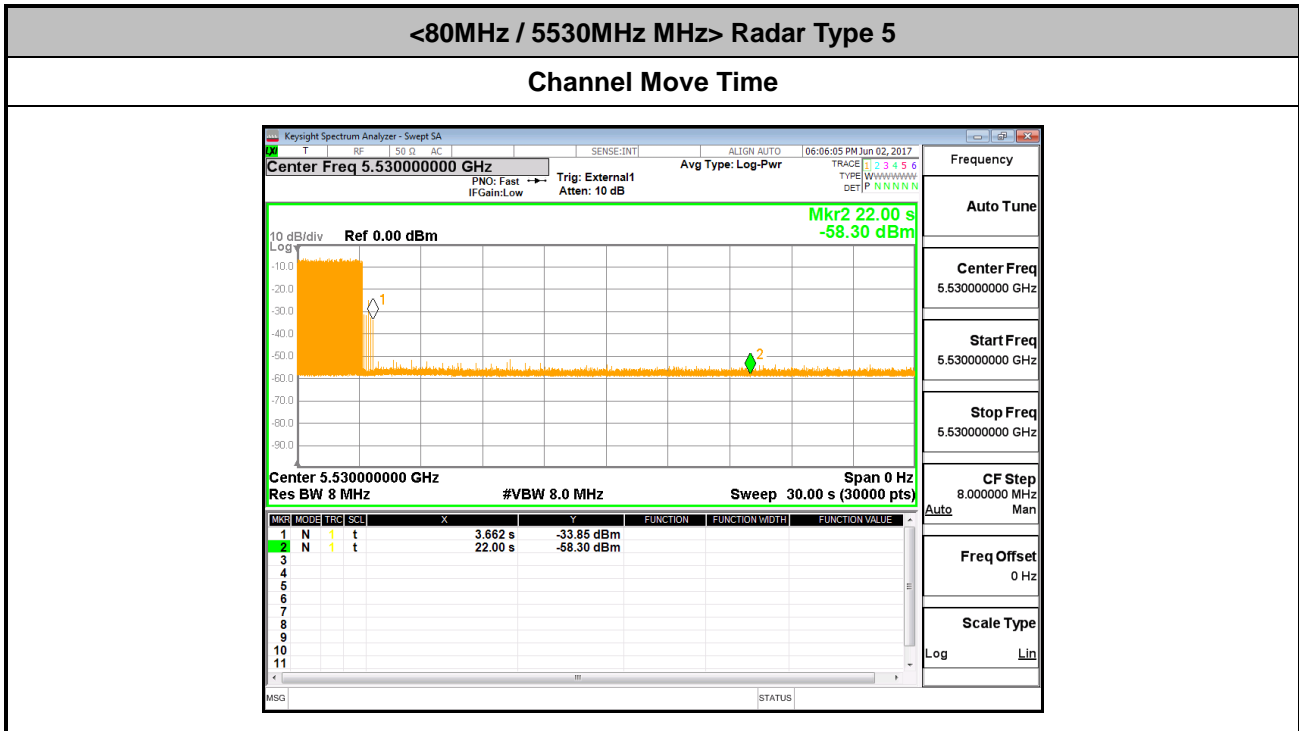 <80MHz / 5530MHz MHz> Radar Type 5
Channel Move Time
Keysight Spectrum Analyzer - Swept SA
LXI T RF 50 Ω AC SENSE:INT ALIGN AUTO 06:06:05 PM Jun 02, 2017
Center Freq 5.530000000 GHz
PNO: Fast
IFGain:Low
Trig: External1
Atten: 10 dB
Avg Type: Log-Pwr
TRACE 1 2 3 4 5 6
TYPE WWWWWWW
DET P N N N N N
Mkr2 22.00 s
-58.30 dBm
10 dB/div Ref 0.00 dBm
Log
-10.0
-20.0
-30.0
-40.0
-50.0
-60.0
-70.0
-80.0
-90.0
1
2
Center 5.530000000 GHz Span 0 Hz
Res BW 8 MHz #VBW 8.0 MHz Sweep 30.00 s (30000 pts)
MKR MODE TRC SCL X Y FUNCTION FUNCTION WIDTH FUNCTION VALUE
1 N 1 t 3.662 s -33.85 dBm
2 N 1 t 22.00 s -58.30 dBm
3
4
5
6
7
8
9
10
11
MSG STATUS
Frequency
Auto Tune
Center Freq
5.530000000 GHz
Start Freq
5.530000000 GHz
Stop Freq
5.530000000 GHz
CF Step
8.000000 MHz
Auto Man
Freq Offset
0 Hz
Scale Type
Log Lin